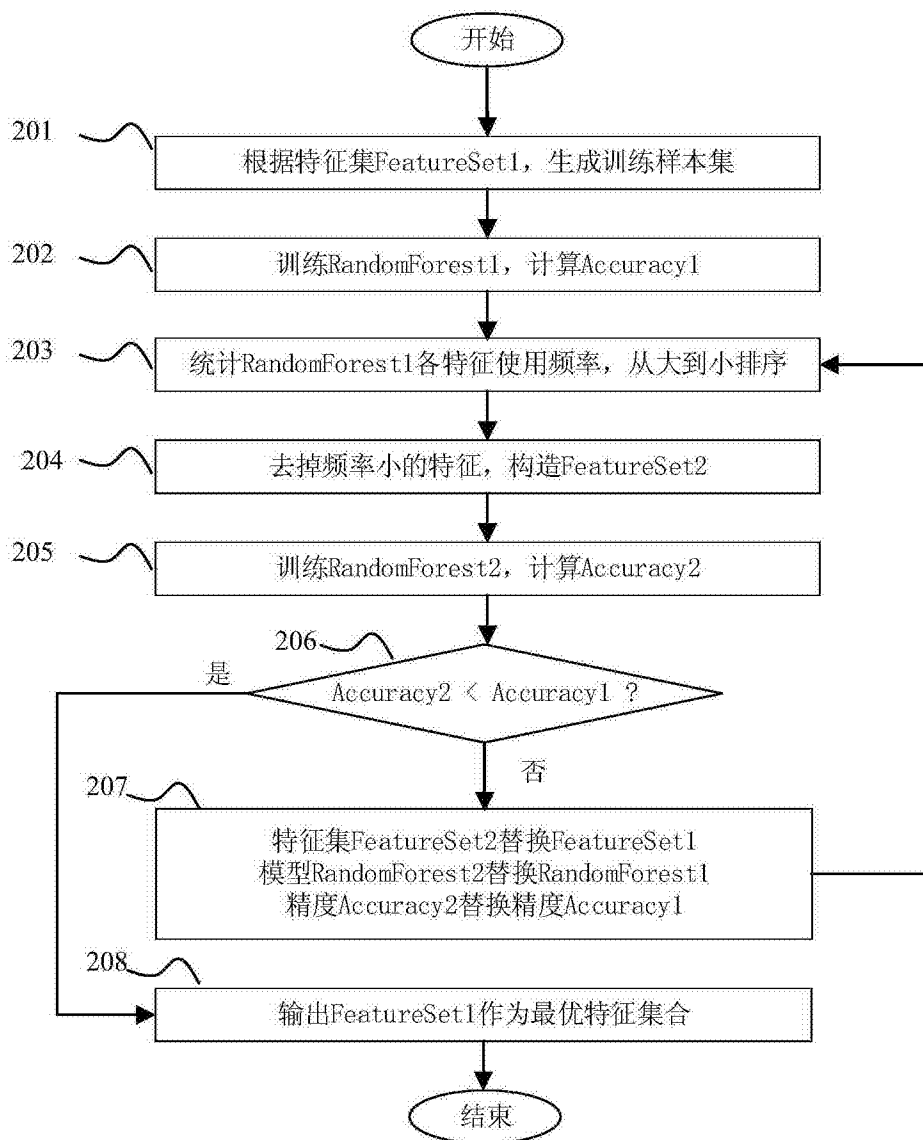 开始
201
根据特征集FeatureSet1，生成训练样本集
202
训练RandomForest1，计算Accuracy1
203
统计RandomForest1各特征使用频率，从大到小排序
204
去掉频率小的特征，构造FeatureSet2
205
训练RandomForest2，计算Accuracy2
206
是
Accuracy2 < Accuracy1 ?
否
207
特征集FeatureSet2替换FeatureSet1
模型RandomForest2替换RandomForest1
精度Accuracy2替换精度Accuracy1
208
输出FeatureSet1作为最优特征集合
结束